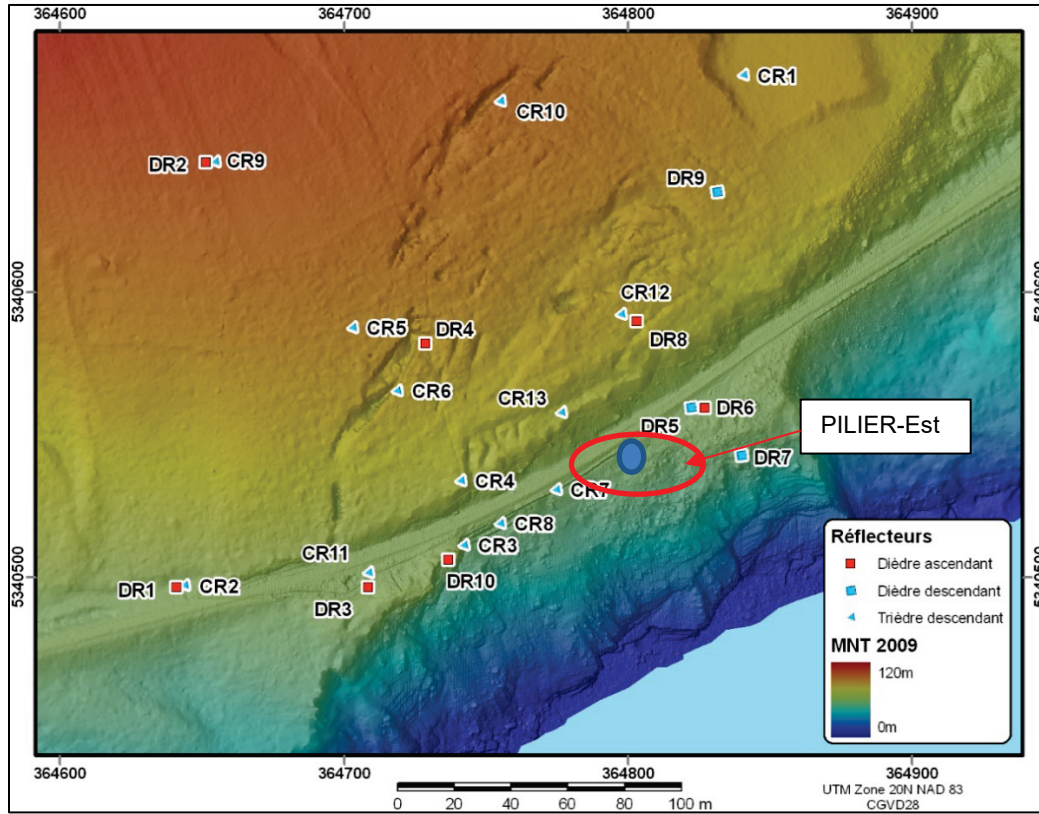 364600 364700 364800 364900
CR1
CR10
DR2 CR9
DR9
5340600 5340600
CR12
CR5 DR4
DR8
CR6
CR13
DR5 DR6
PILIER-Est
DR7
CR4
CR7
CR8
CR3
CR11
DR10
DR1 CR2
DR3
5340500 5340500
Réflecteurs
Dièdre ascendant
Dièdre descendant
Trièdre descendant
MNT 2009
120m
0m
364600 364700 364800 364900
0 20 40 60 80 100 m
UTM Zone 20N NAD 83
CGVD28